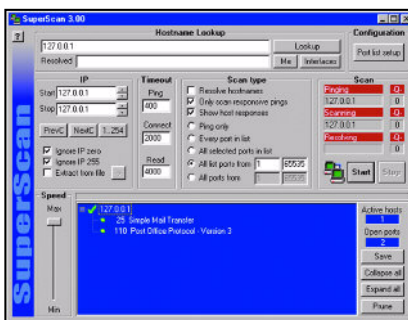 SuperScan 3.00
?
Hostname Lookup
127.0.0.1
Lookup
Resolved
Me
Interfaces
Configuration
Port list setup
IP
Start 127.0.0.1
Stop 127.0.0.1
PrevC
NextC
1..254
Ignore IP zero
Ignore IP 255
Extract from file
Timeout
Ping
400
Connect
2000
Read
4000
Scan type
Resolve hostnames
Only scan responsive pings
Show host responses
Ping only
Every port in list
All selected ports in list
All list ports from 1 65535
All ports from 1 65535
Scan
Pinging
127.0.0.1 0
Scanning
127.0.0.1 0
Resolving
0
Start
Stop
SuperScan
Speed
Max
Min
127.0.0.1
25 Simple Mail Transfer
110 Post Office Protocol - Version 3
Active hosts
1
Open ports
2
Save
Collapse all
Expand all
Prune